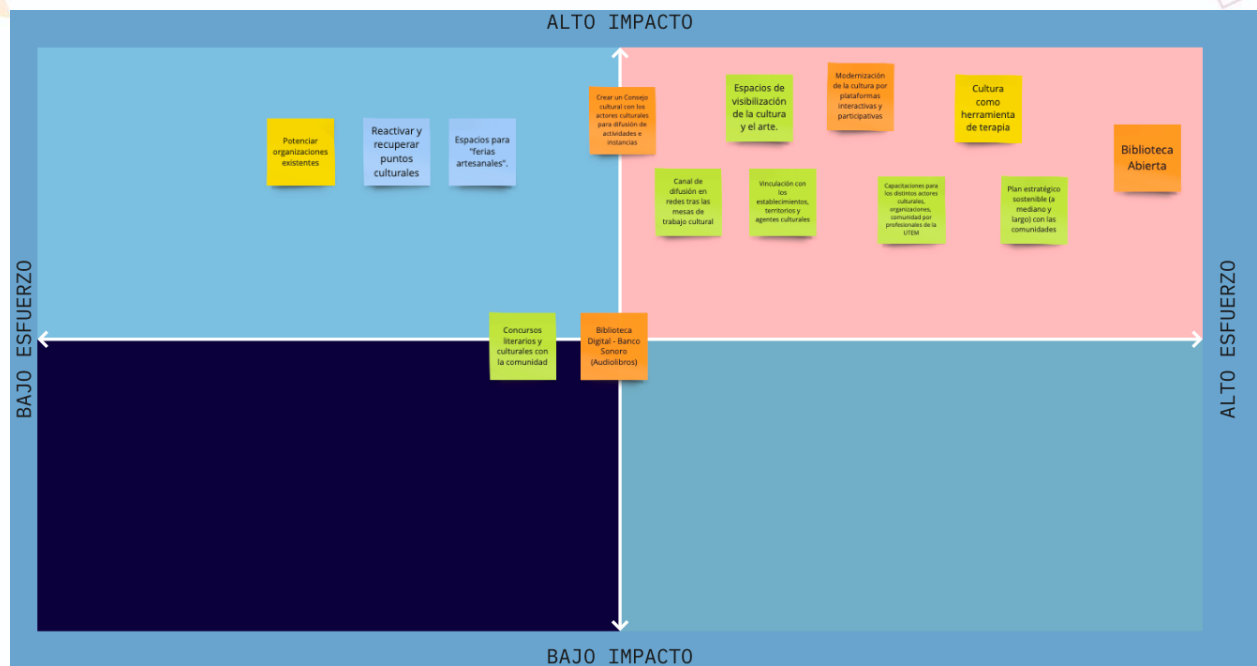 ALTO IMPACTO
Potenciar
organizaciones
existentes
Reactivar y
recuperar
puntos
culturales
Espacios para
"ferias
artesanales".
Crear un Consejo
cultural con los
actores culturales
para difusión de
actividades e
instancias
Espacios de
visibilización
de la cultura
y el arte.
Modernización
de la cultura por
plataformas
interactivas y
participativas
Cultura
como
herramienta
de terapia
Biblioteca
Abierta
Canal de
difusión en
redes tras las
mesas de
trabajo cultural
Vinculación con
los
establecimientos,
territorios y
agentes culturales
Capacitaciones para
los distintos actores
culturales,
organizaciones,
comunidad por
profesionales de la
UTEM
Plan estratégico
sostenible (a
mediano y
largo) con las
comunidades
BAJO ESFUERZO
ALTO ESFUERZO
Concursos
literarios y
culturales con
la comunidad
Biblioteca
Digital - Banco
Sonoro
(Audiolibros)
BAJO IMPACTO